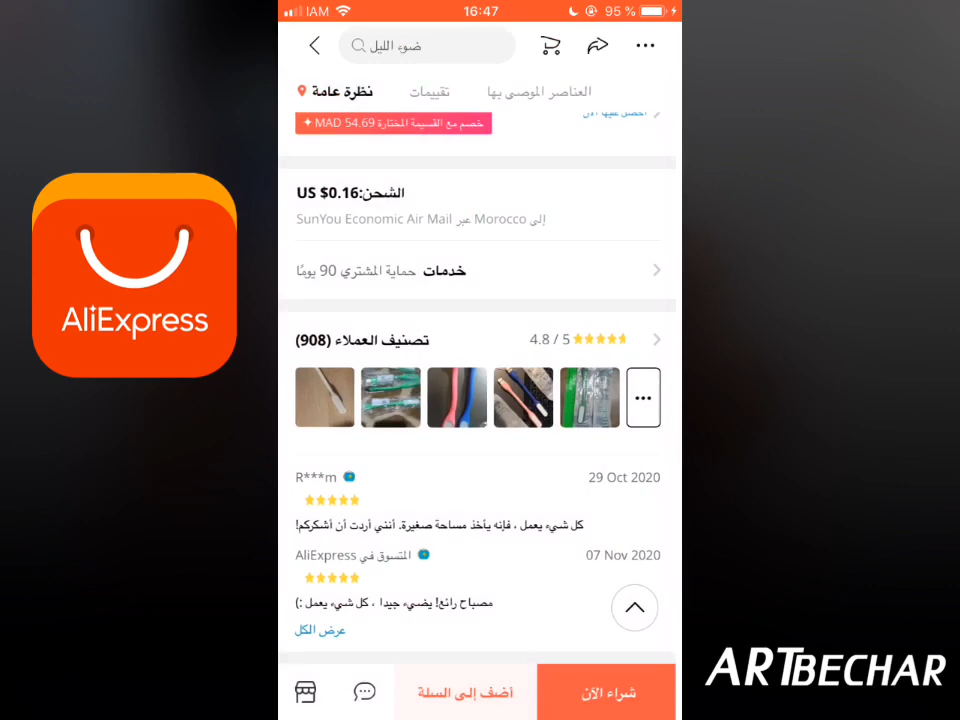 IAM
16:47
95 %
ضوء الليل
نظرة عامة
تقييمات
العناصر الموصى بها
احصل عليها الآن
خصم مع القسيمة المختارة MAD 54.69
الشحن:US $0.16
إلى Morocco عبر SunYou Economic Air Mail
خدمات حماية المشتري 90 يومًا
تصنيف العملاء (908)
4.8 / 5
R***m
29 Oct 2020
كل شيء يعمل ، فإنه يأخذ مساحة صغيرة. أنني أردت أن أشكركم!
المتسوق في AliExpress
07 Nov 2020
مصباح رائع! يضيء جيدا ، كل شيء يعمل :)
عرض الكل
أضف إلى السلة
شراء الآن
AliExpress
ARTBECHAR